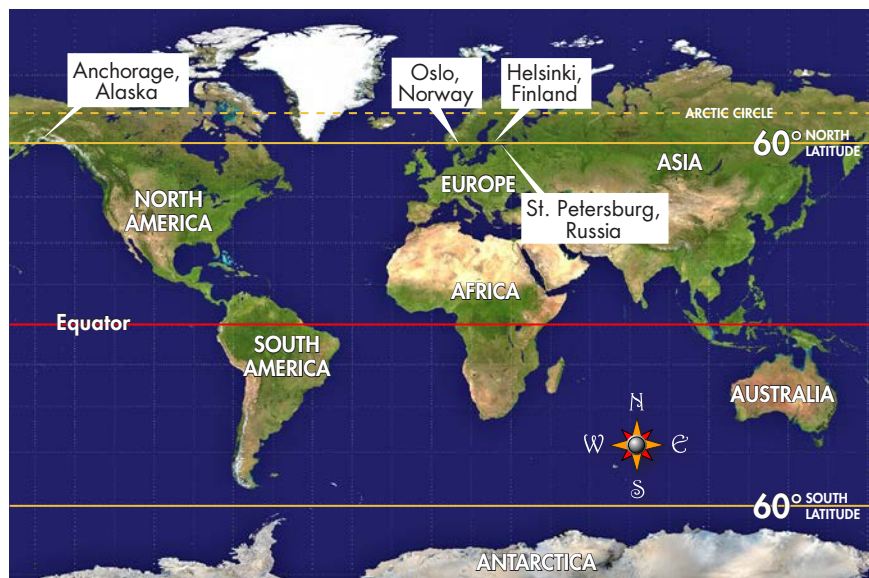 Anchorage,
Alaska
Oslo,
Norway
Helsinki,
Finland
ARCTIC CIRCLE
60° NORTH
LATITUDE
ASIA
EUROPE
NORTH
AMERICA
St. Petersburg,
Russia
AFRICA
Equator
SOUTH
AMERICA
AUSTRALIA
N
W E
S
60° SOUTH
LATITUDE
ANTARCTICA